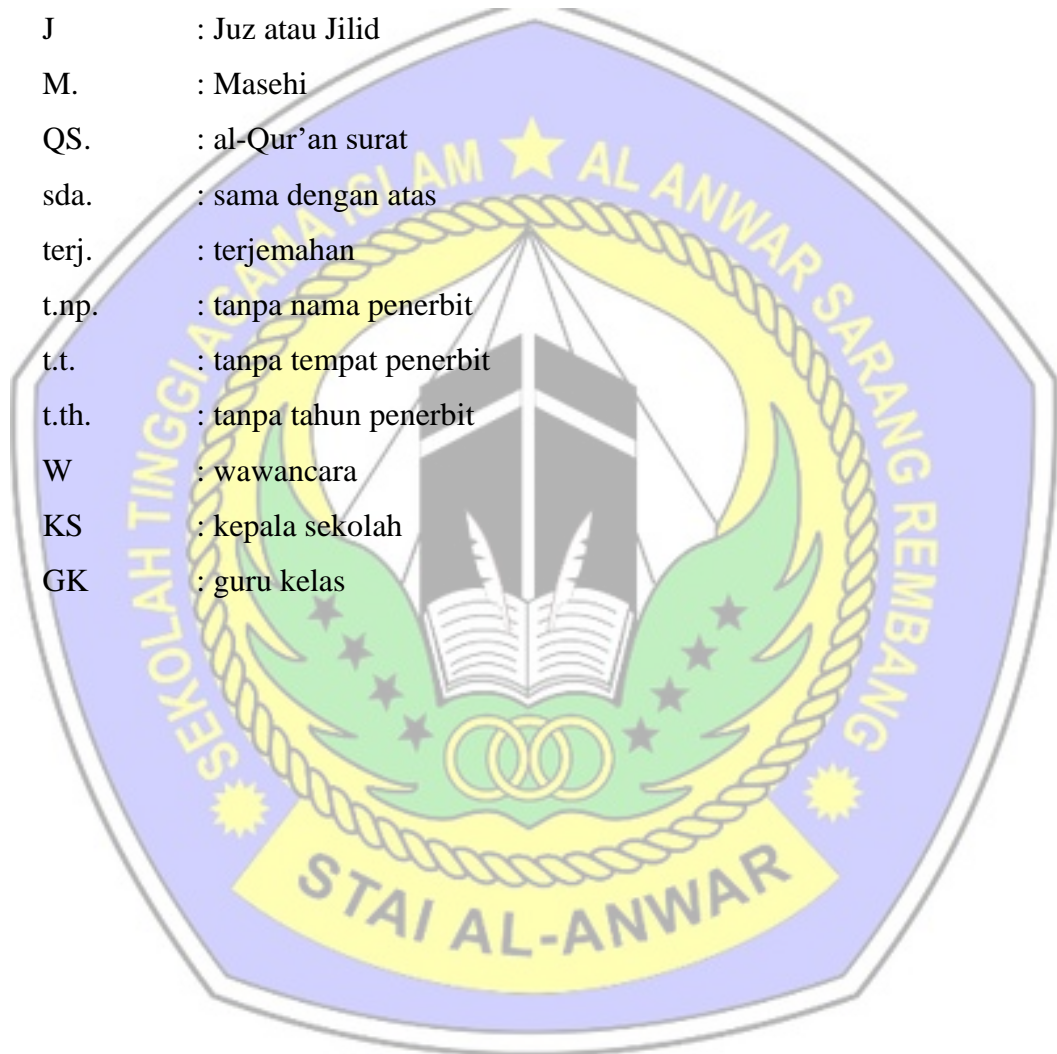 J : Juz atau Jilid
M. : Masehi
QS. : al-Qur’an surat
sda. : sama dengan atas
terj. : terjemahan
t.np. : tanpa nama penerbit
t.t. : tanpa tempat penerbit
t.th. : tanpa tahun penerbit
W : wawancara
KS : kepala sekolah
GK : guru kelas
SEKOLAH TINGGI AGAMA ISLAM ★ AL ANWAR SARANG REMBANG
STAI AL-ANWAR